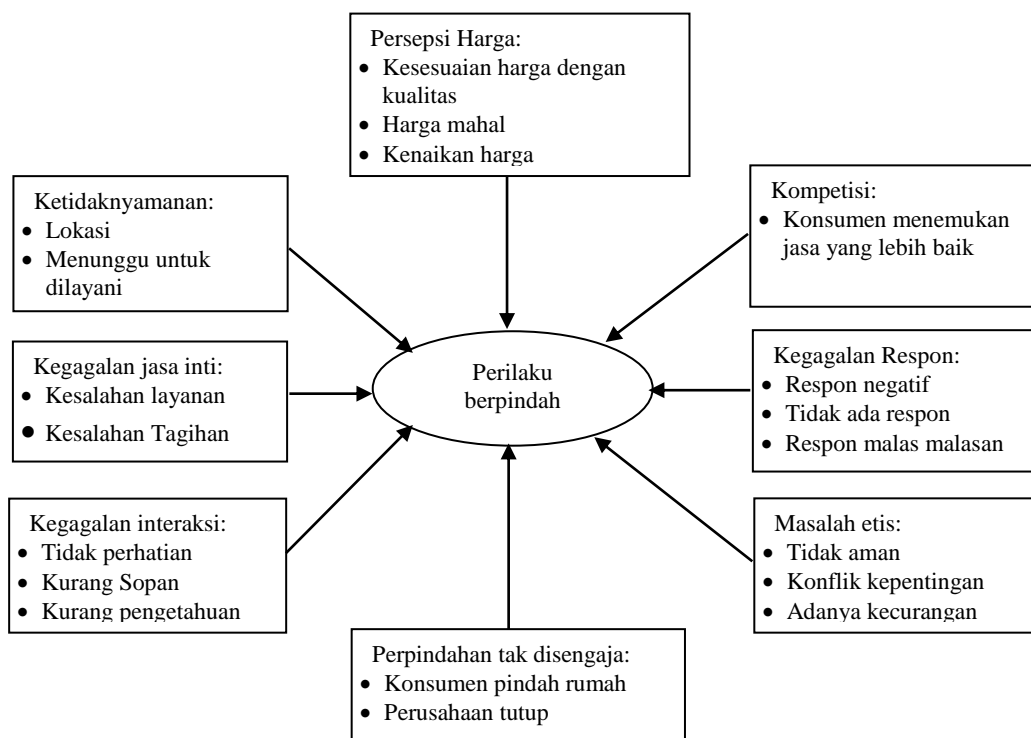 Persepsi Harga:
• Kesesuaian harga dengan
kualitas
• Harga mahal
• Kenaikan harga
Ketidaknyamanan:
• Lokasi
• Menunggu untuk
dilayani
Kompetisi:
• Konsumen menemukan
jasa yang lebih baik
Kegagalan jasa inti:
• Kesalahan layanan
• Kesalahan Tagihan
Perilaku
berpindah
Kegagalan Respon:
• Respon negatif
• Tidak ada respon
• Respon malas malasan
Kegagalan interaksi:
• Tidak perhatian
• Kurang Sopan
• Kurang pengetahuan
Masalah etis:
• Tidak aman
• Konflik kepentingan
• Adanya kecurangan
Perpindahan tak disengaja:
• Konsumen pindah rumah
• Perusahaan tutup